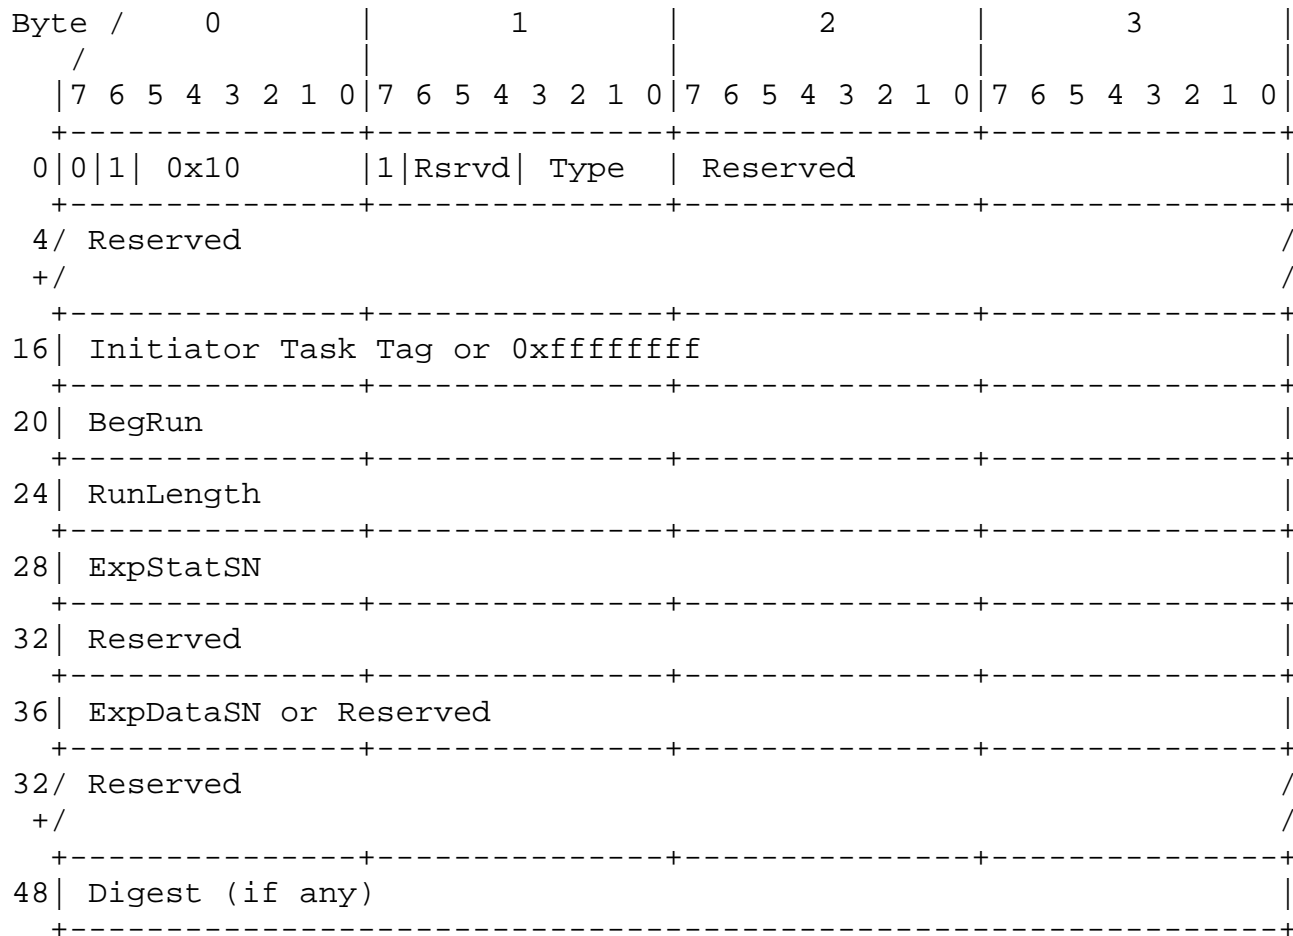 Byte /    0       |       1       |       2       |       3       |
   /              |               |               |               |
  |7 6 5 4 3 2 1 0|7 6 5 4 3 2 1 0|7 6 5 4 3 2 1 0|7 6 5 4 3 2 1 0|
  +---------------+---------------+---------------+---------------+
 0|0|1| 0x10      |1|Rsrvd| Type  | Reserved                      |
  +---------------+---------------+---------------+---------------+
 4/ Reserved                                                      /
 +/                                                               /
  +---------------+---------------+---------------+---------------+
16| Initiator Task Tag or 0xffffffff                              |
  +---------------+---------------+---------------+---------------+
20| BegRun                                                        |
  +---------------+---------------+---------------+---------------+
24| RunLength                                                     |
  +---------------+---------------+---------------+---------------+
28| ExpStatSN                                                     |
  +---------------+---------------+---------------+---------------+
32| Reserved                                                      |
  +---------------+---------------+---------------+---------------+
36| ExpDataSN or Reserved                                         |
  +---------------+---------------+---------------+---------------+
32/ Reserved                                                      /
 +/                                                               /
  +---------------+---------------+---------------+---------------+
48| Digest (if any)                                               |
  +---------------------------------------------------------------+